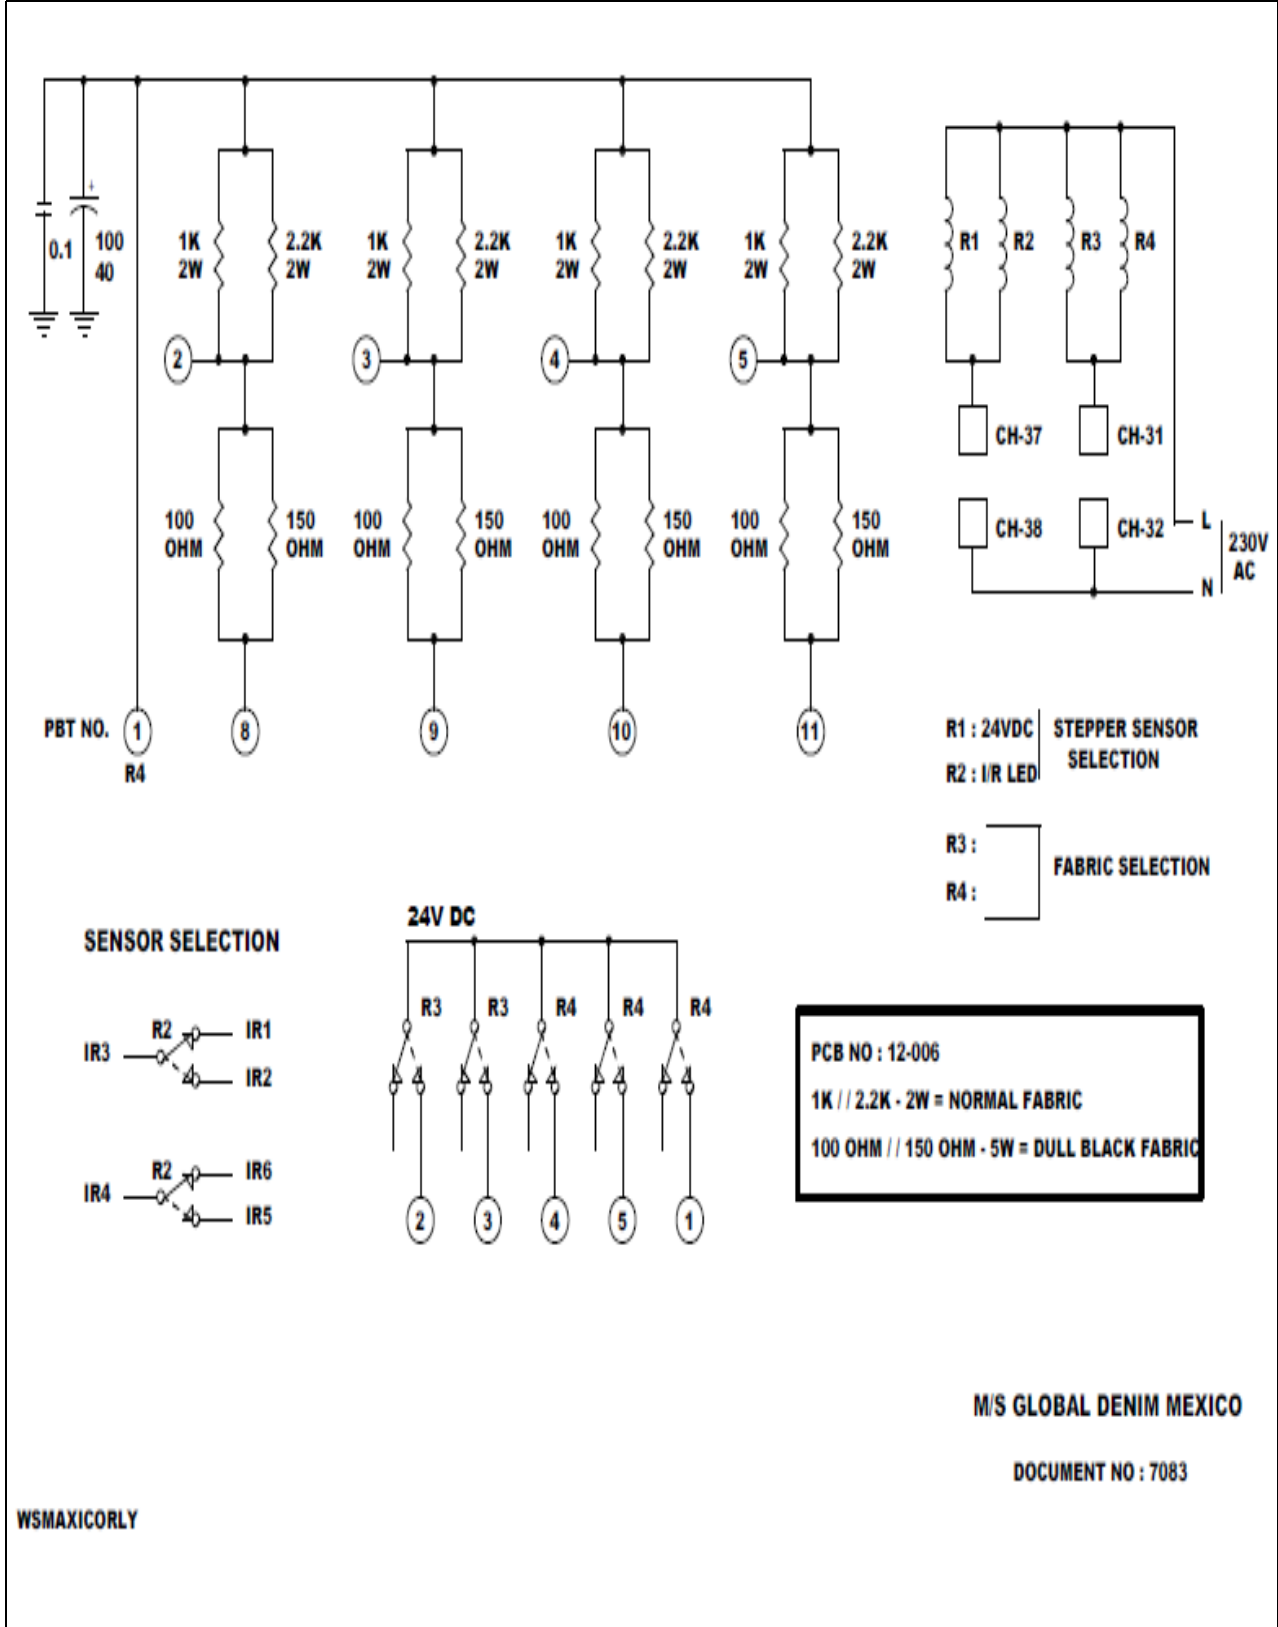 +
0.1
100
40
1K
2W
2.2K
2W
1K
2W
2.2K
2W
1K
2W
2.2K
2W
1K
2W
2.2K
2W
R1
R2
R3
R4
2
3
4
5
CH-37
CH-31
CH-38
CH-32
L
N
230V
AC
100
OHM
150
OHM
100
OHM
150
OHM
100
OHM
150
OHM
100
OHM
150
OHM
PBT NO.
1
R4
8
9
10
11
R1 : 24VDC
R2 : I/R LED
STEPPER SENSOR
SELECTION
R3 :
R4 :
FABRIC SELECTION
SENSOR SELECTION
IR3
R2
IR1
IR2
IR4
R2
IR6
IR5
24V DC
R3
R3
R4
R4
R4
2
3
4
5
1
PCB NO : 12-006
1K / / 2.2K - 2W = NORMAL FABRIC
100 OHM / / 150 OHM - 5W = DULL BLACK FABRIC
M/S GLOBAL DENIM MEXICO
DOCUMENT NO : 7083
WSMAXICORLY